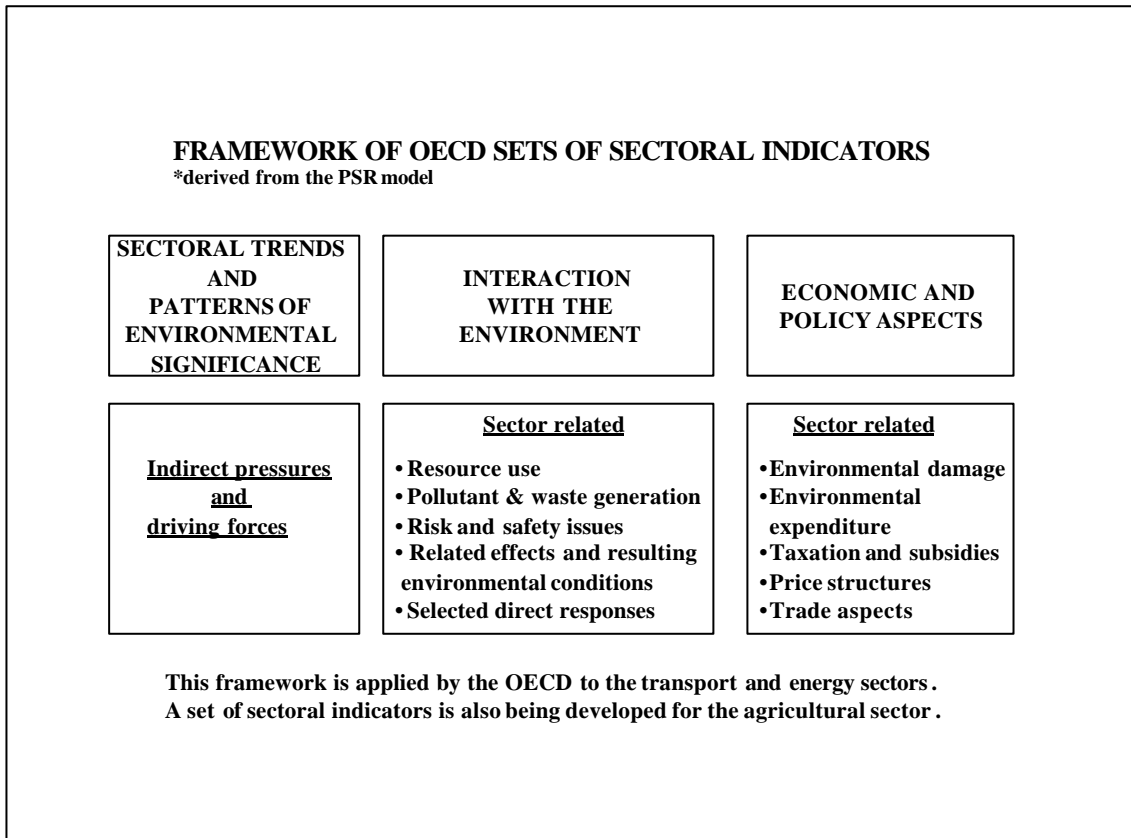 FRAMEWORK OF OECD SETS OF SECTORAL INDICATORS
*derived from the PSR model
SECTORAL TRENDS
AND
PATTERNS OF
ENVIRONMENTAL
SIGNIFICANCE
INTERACTION
WITH THE
ENVIRONMENT
ECONOMIC AND
POLICY ASPECTS
Indirect pressures
and
driving forces
Sector related
• Resource use
• Pollutant & waste generation
• Risk and safety issues
• Related effects and resulting
environmental conditions
• Selected direct responses
Sector related
• Environmental damage
• Environmental
expenditure
• Taxation and subsidies
• Price structures
• Trade aspects
This framework is applied by the OECD to the transport and energy sectors.
A set of sectoral indicators is also being developed for the agricultural sector.